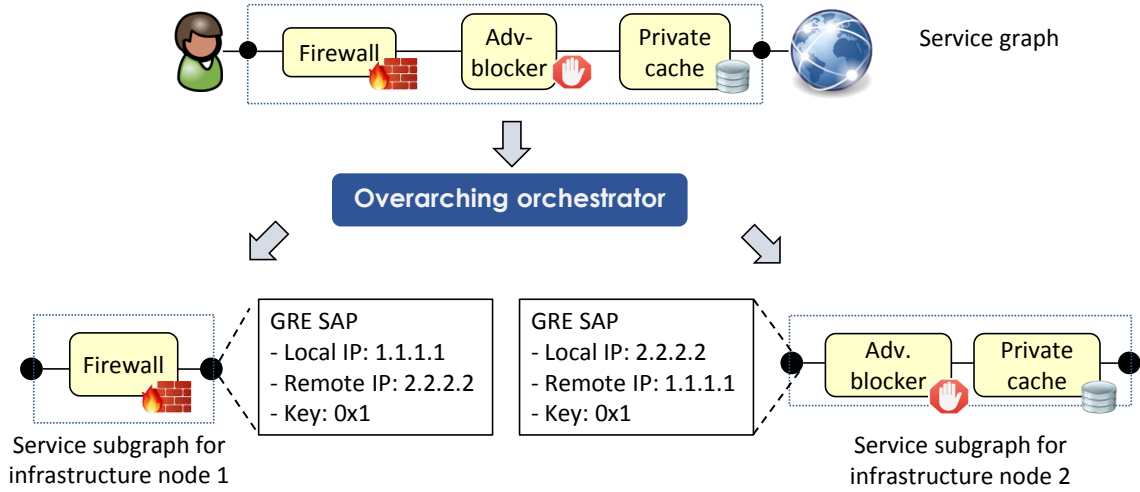 Service graph
Firewall
Adv-
blocker
Private
cache
Overarching orchestrator
Firewall
Service subgraph for
infrastructure node 1
GRE SAP
- Local IP: 1.1.1.1
- Remote IP: 2.2.2.2
- Key: 0x1
GRE SAP
- Local IP: 2.2.2.2
- Remote IP: 1.1.1.1
- Key: 0x1
Adv.
blocker
Private
cache
Service subgraph for
infrastructure node 2